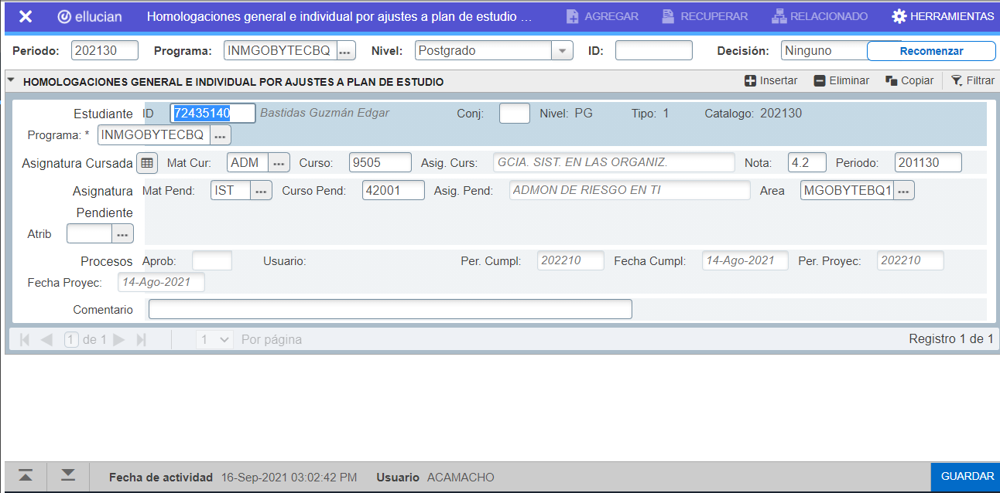 ellucian Homologaciones general e individual por ajustes a plan de estudio ... AGREGAR RECUPERAR RELACIONADO HERRAMIENTAS
Periodo: 202130 Programa: INMGOBYTECBQ ... Nivel: Postgrado ID: Decisión: Ninguno Recomenzar
HOMOLOGACIONES GENERAL E INDIVIDUAL POR AJUSTES A PLAN DE ESTUDIO Insertar Eliminar Copiar Filtrar
Estudiante ID 72435140 Bastidas Guzmán Edgar Conj: Nivel: PG Tipo: 1 Catalogo: 202130
Programa: * INMGOBYTECBQ ...
Asignatura Cursada Mat Cur: ADM ... Curso: 9505 Asig. Curs: GCIA. SIST. EN LAS ORGANIZ. Nota: 4.2 Periodo: 201130
Asignatura Mat Pend: IST ... Curso Pend: 42001 Asig. Pend: ADMON DE RIESGO EN TI Area MGOBYTEBQ1 ...
Pendiente
Atrib ...
Procesos Aprob: Usuario: Per. Cumpl: 202210 Fecha Cumpl: 14-Ago-2021 Per. Proyec: 202210
Fecha Proyec: 14-Ago-2021
Comentario
1 de 1 1 Por página Registro 1 de 1
Fecha de actividad 16-Sep-2021 03:02:42 PM Usuario ACAMACHO GUARDAR